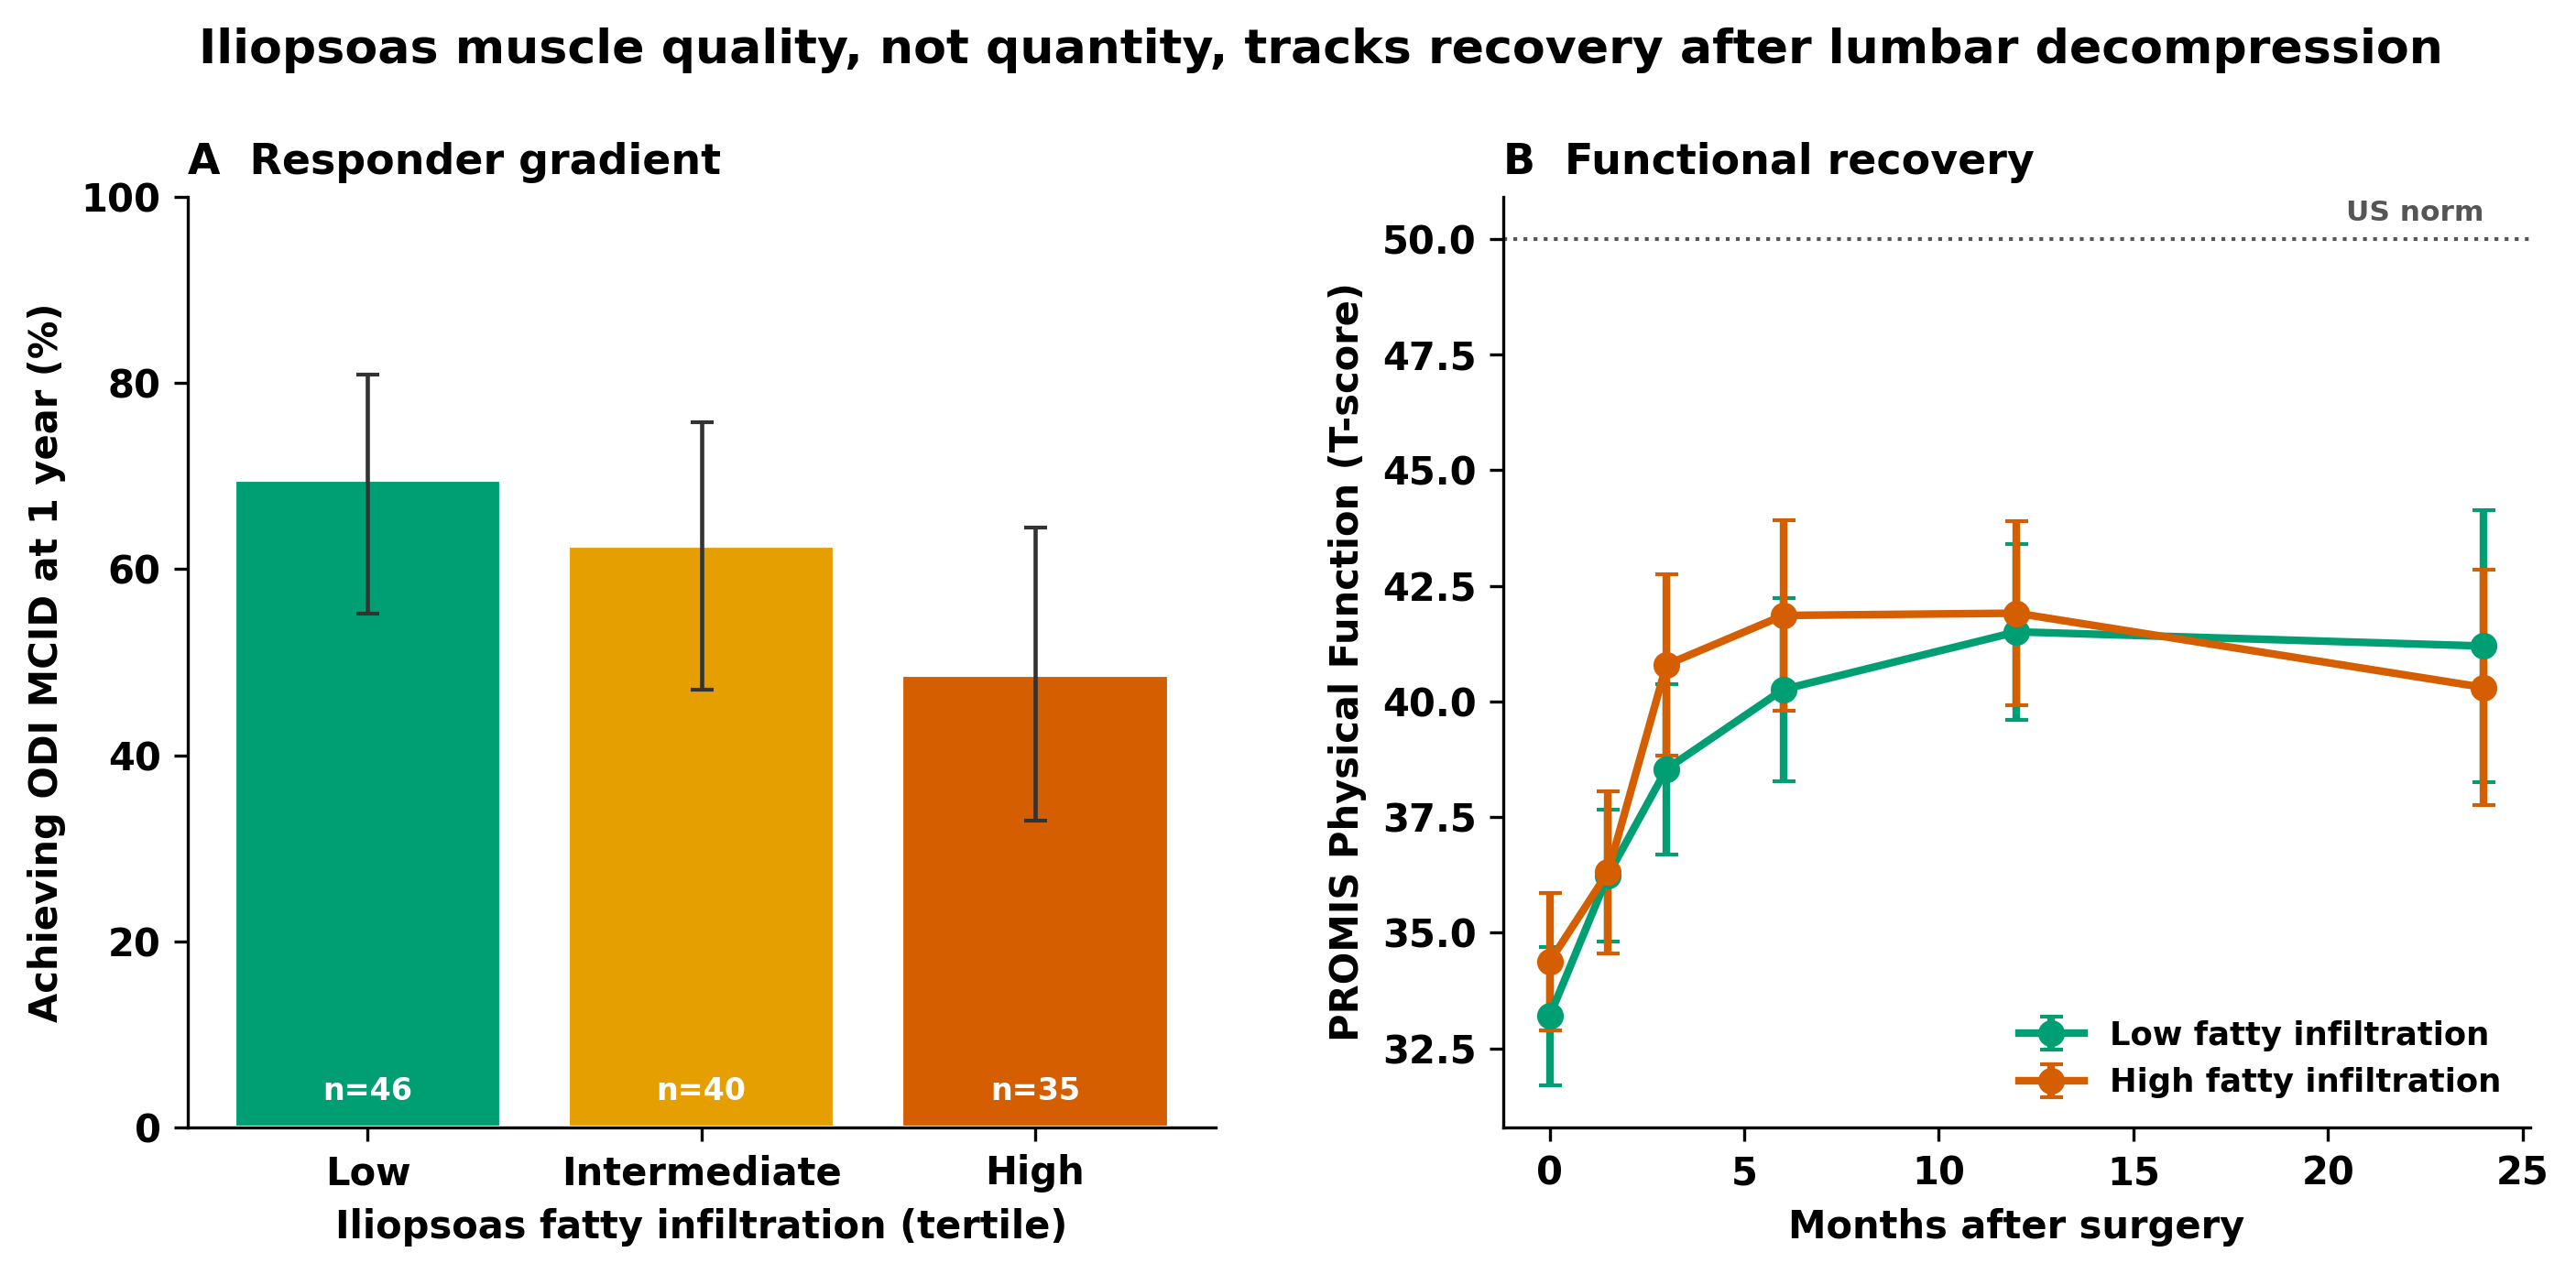 Iliopsoas muscle quality, not quantity, tracks recovery after lumbar decompression
A Responder gradient
Achieving ODI MCID at 1 year (%)
100
80
60
40
20
0
n=46
n=40
n=35
Low
Intermediate
High
Iliopsoas fatty infiltration (tertile)
B Functional recovery
PROMIS Physical Function (T-score)
US norm
50.0
47.5
45.0
42.5
40.0
37.5
35.0
32.5
Low fatty infiltration
High fatty infiltration
0
5
10
15
20
25
Months after surgery